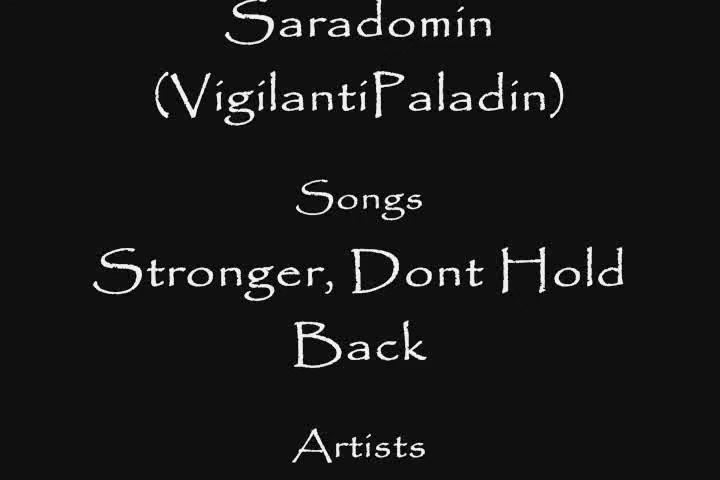 Saradomin
(VigilantiPaladin)
Songs
Stronger, Dont Hold
Back
Artists